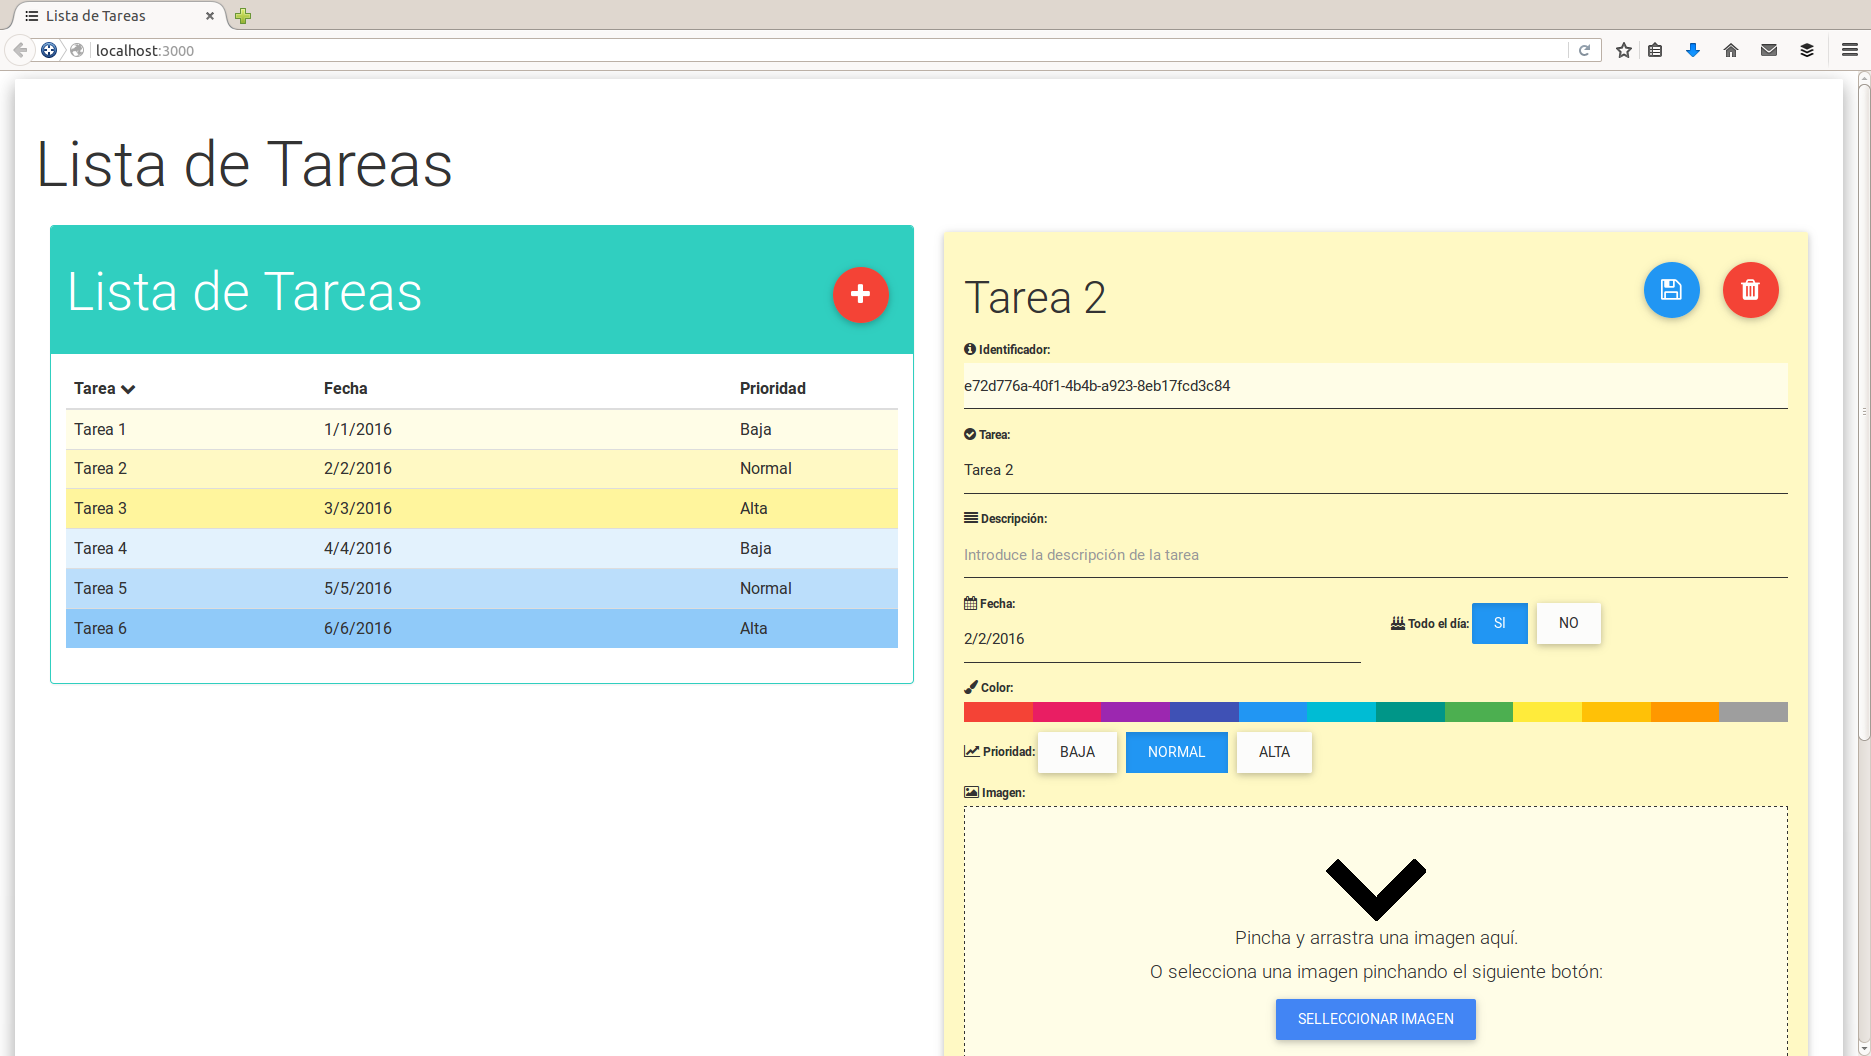 Lista de Tareas
localhost:3000
Lista de Tareas
Lista de Tareas
Tarea Fecha Prioridad
Tarea 1 1/1/2016 Baja
Tarea 2 2/2/2016 Normal
Tarea 3 3/3/2016 Alta
Tarea 4 4/4/2016 Baja
Tarea 5 5/5/2016 Normal
Tarea 6 6/6/2016 Alta
Tarea 2
Identificador:
e72d776a-40f1-4b4b-a923-8eb17fcd3c84
Tarea:
Tarea 2
Descripción:
Introduce la descripción de la tarea
Fecha:
2/2/2016
Todo el día: SI NO
Color:
Prioridad: BAJA NORMAL ALTA
Imagen:
Pincha y arrastra una imagen aquí.
O selecciona una imagen pinchando el siguiente botón:
SELLECCIONAR IMAGEN